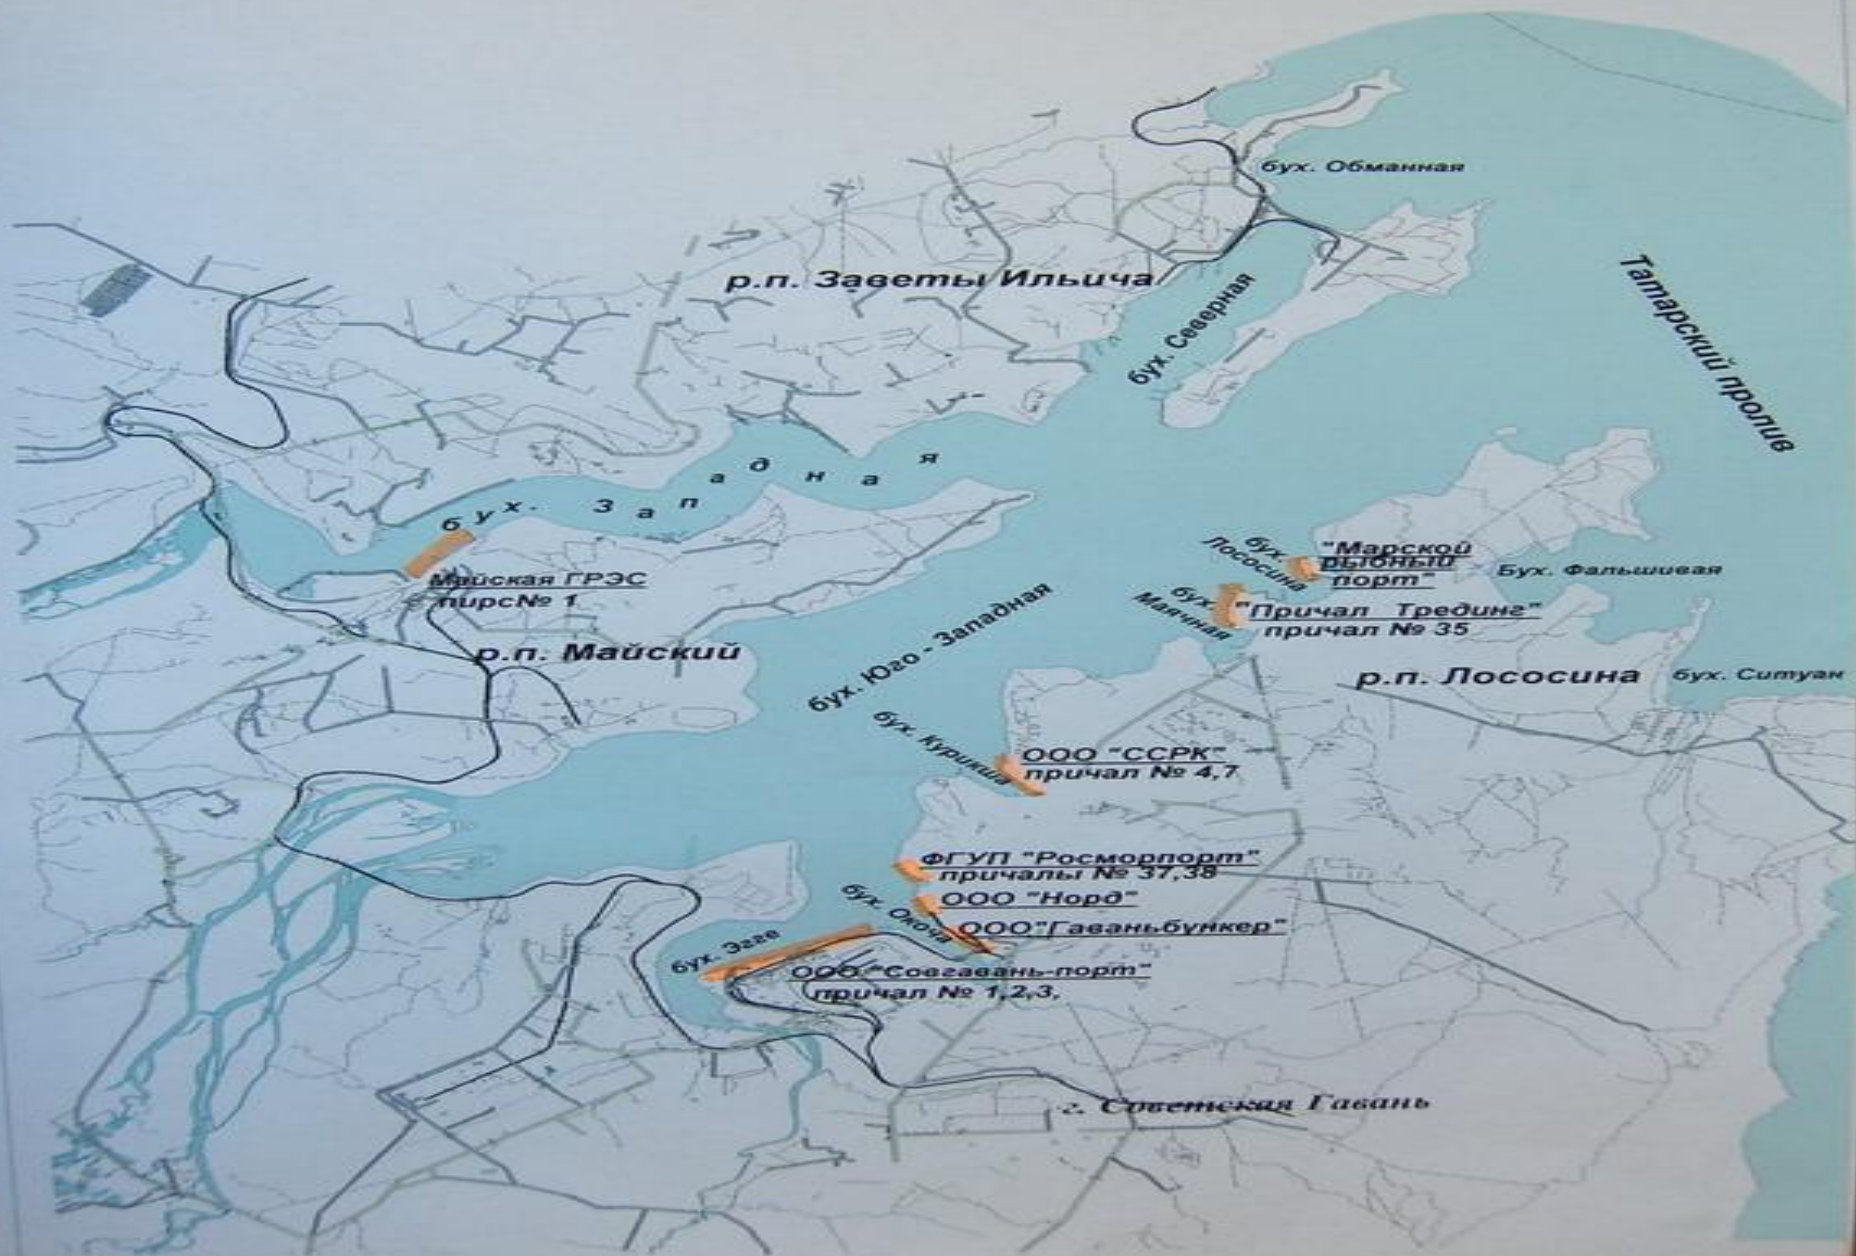 бух. Обманная
Татарский пролив
р.п. Заветы Ильича
бух. Северная
бух. Западная
Майская ГРЭС
пирс№ 1
р.п. Майский
бух. Юго - Западная
бух.
Лососина
"Марской
рыбный
порт"
Бух. Фальшивая
бух.
Маячная
"Причал Трединг"
причал № 35
р.п. Лососина
бух. Ситуан
бух. Курикша
ООО "ССРК"
причал № 4,7
ФГУП "Росморпорт"
причалы № 37,38
ООО "Норд"
бух. Окоча
ООО"Гаваньбункер"
бух. Эгге
ООО "Совгавань-порт"
причал № 1,2,3,
г. Советская Гавань